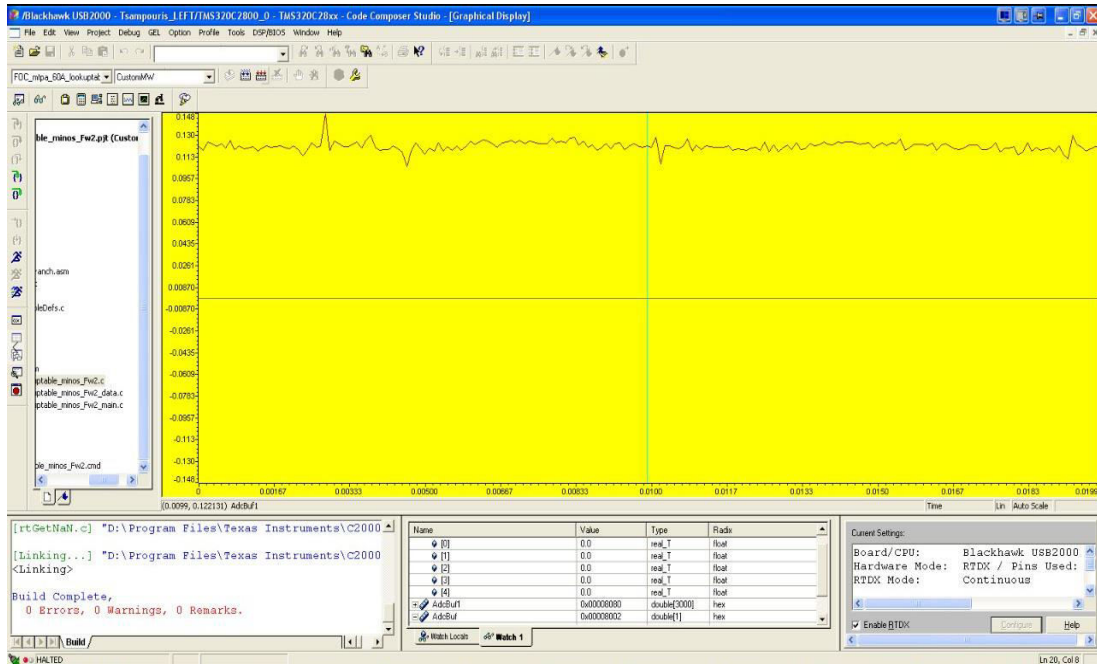 /Blackhawk USB2000 - Tsampouris_LEFT/TMS320C2800_0 - TMS320C28xx - Code Composer Studio - [Graphical Display]
File Edit View Project Debug GEL Option Profile Tools DSP/BIOS Window Help
FOC_mtpa_60A_lookuptab CustomMW
ble_minos_Fw2.pjt (Custor
ranch.asm
leDefs.c
ptable_minos_Fw2.c
ptable_minos_Fw2_data.c
ptable_minos_Fw2_main.c
ble_minos_Fw2.cmd
0.148
0.130
0.113
0.0957
0.0783
0.0609
0.0435
0.0261
0.00870
-0.00870
-0.0261
-0.0435
-0.0609
-0.0783
-0.0957
-0.113
-0.130
-0.148
0 0.00167 0.00333 0.00500 0.00667 0.00833 0.0100 0.0117 0.0133 0.0150 0.0167 0.0183 0.0199
(0.0099, 0.122131) AdcBuf1 Time Lin Auto Scale
[rtGetNaN.c] "D:\Program Files\Texas Instruments\C2000
[Linking...] "D:\Program Files\Texas Instruments\C2000
<Linking>
Build Complete,
0 Errors, 0 Warnings, 0 Remarks.
Build
Name Value Type Radix
[0] 0.0 real_T float
[1] 0.0 real_T float
[2] 0.0 real_T float
[3] 0.0 real_T float
[4] 0.0 real_T float
AdcBuf1 0x00008080 double[3000] hex
AdcBuf 0x00008002 double[1] hex
Watch Locals Watch 1
Current Settings:
Board/CPU: Blackhawk USB2000
Hardware Mode: RTDX / Pins Used:
RTDX Mode: Continuous
Enable RTDX Configure Help
HALTED Ln 20, Col 8